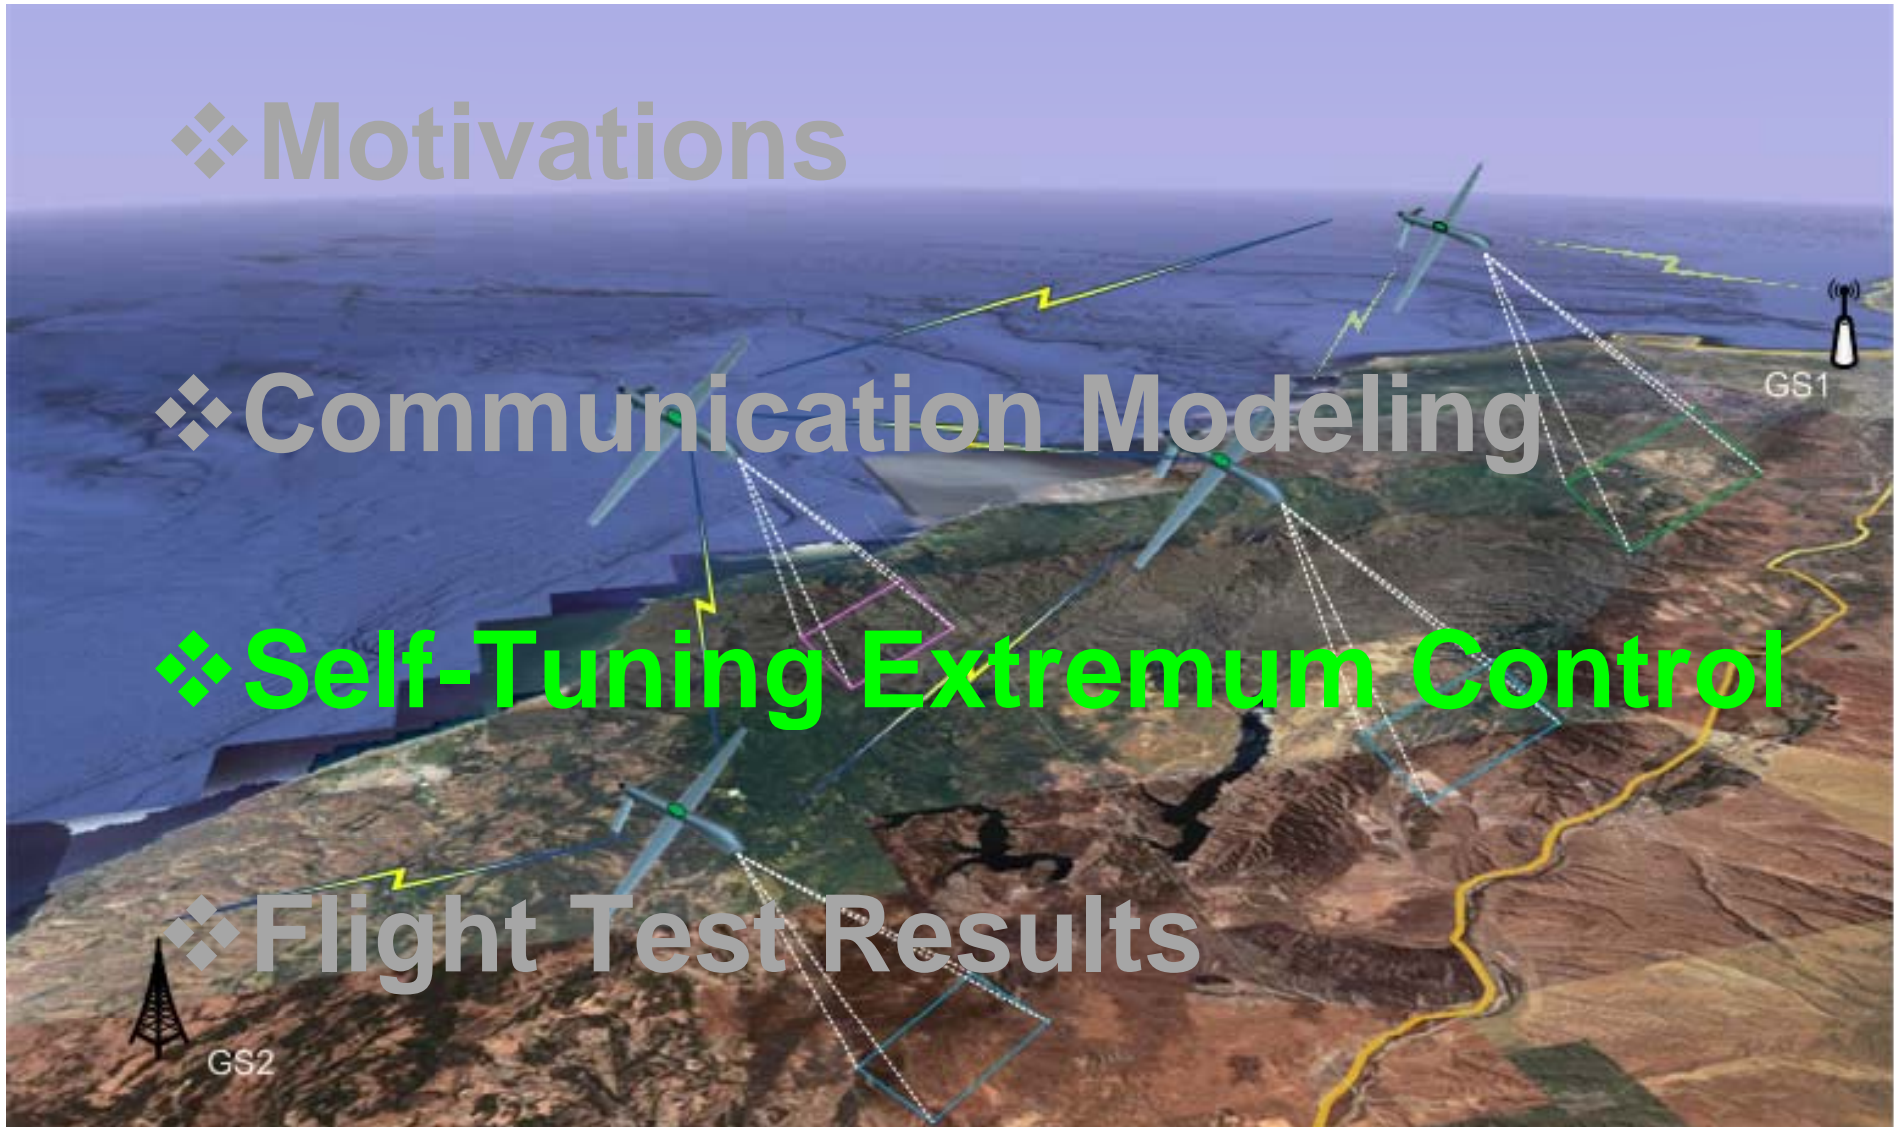 ❖Motivations
GS1
❖Communication Modeling
❖Self-Tuning Extremum Control
❖Flight Test Results
GS2